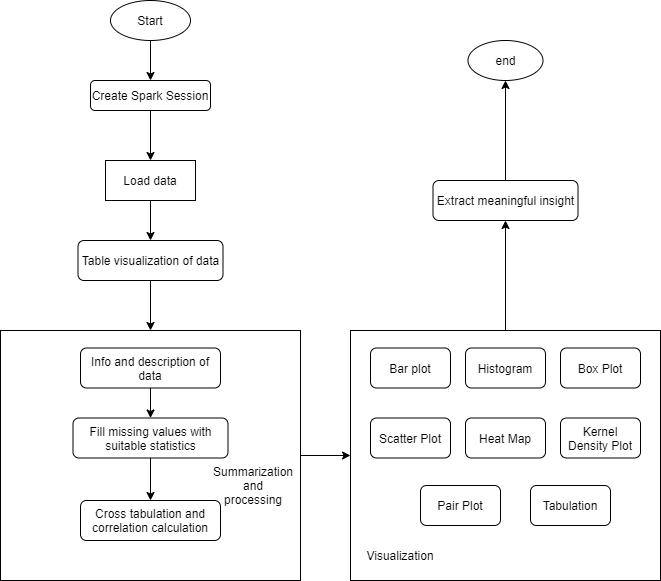 Start
Create Spark Session
Load data
Table visualization of data
Info and description of
data
Fill missing values with
suitable statistics
Cross tabulation and
correlation calculation
Summarization
and
processing
end
Extract meaningful insight
Bar plot
Histogram
Box Plot
Scatter Plot
Heat Map
Kernel
Density Plot
Pair Plot
Tabulation
Visualization